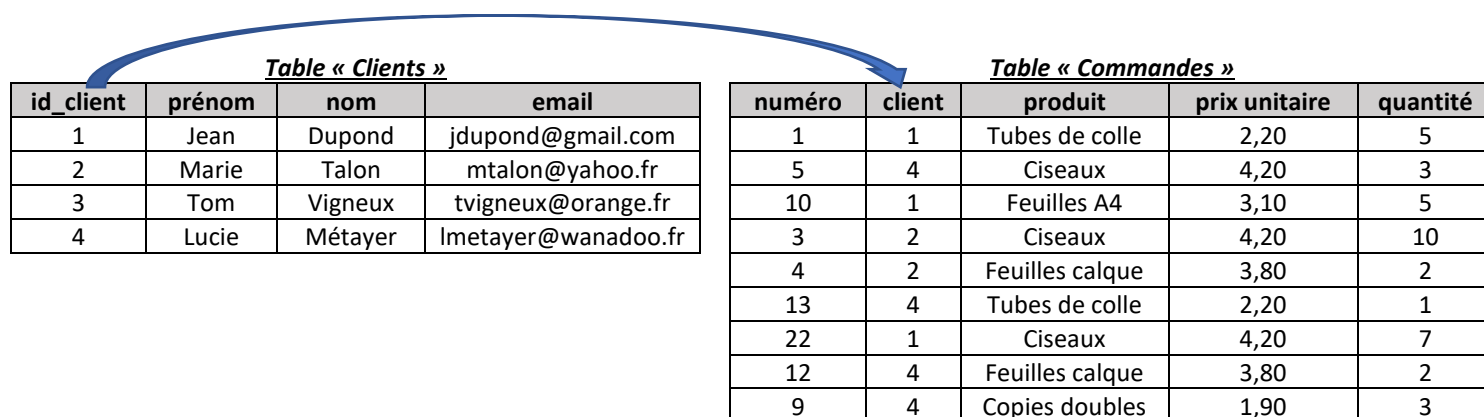 Table « Clients »
id_client prénom nom email
1 Jean Dupond jdupond@gmail.com
2 Marie Talon mtalon@yahoo.fr
3 Tom Vigneux tvigneux@orange.fr
4 Lucie Métayer lmetayer@wanadoo.fr
Table « Commandes »
numéro client produit prix unitaire quantité
1 1 Tubes de colle 2,20 5
5 4 Ciseaux 4,20 3
10 1 Feuilles A4 3,10 5
3 2 Ciseaux 4,20 10
4 2 Feuilles calque 3,80 2
13 4 Tubes de colle 2,20 1
22 1 Ciseaux 4,20 7
12 4 Feuilles calque 3,80 2
9 4 Copies doubles 1,90 3